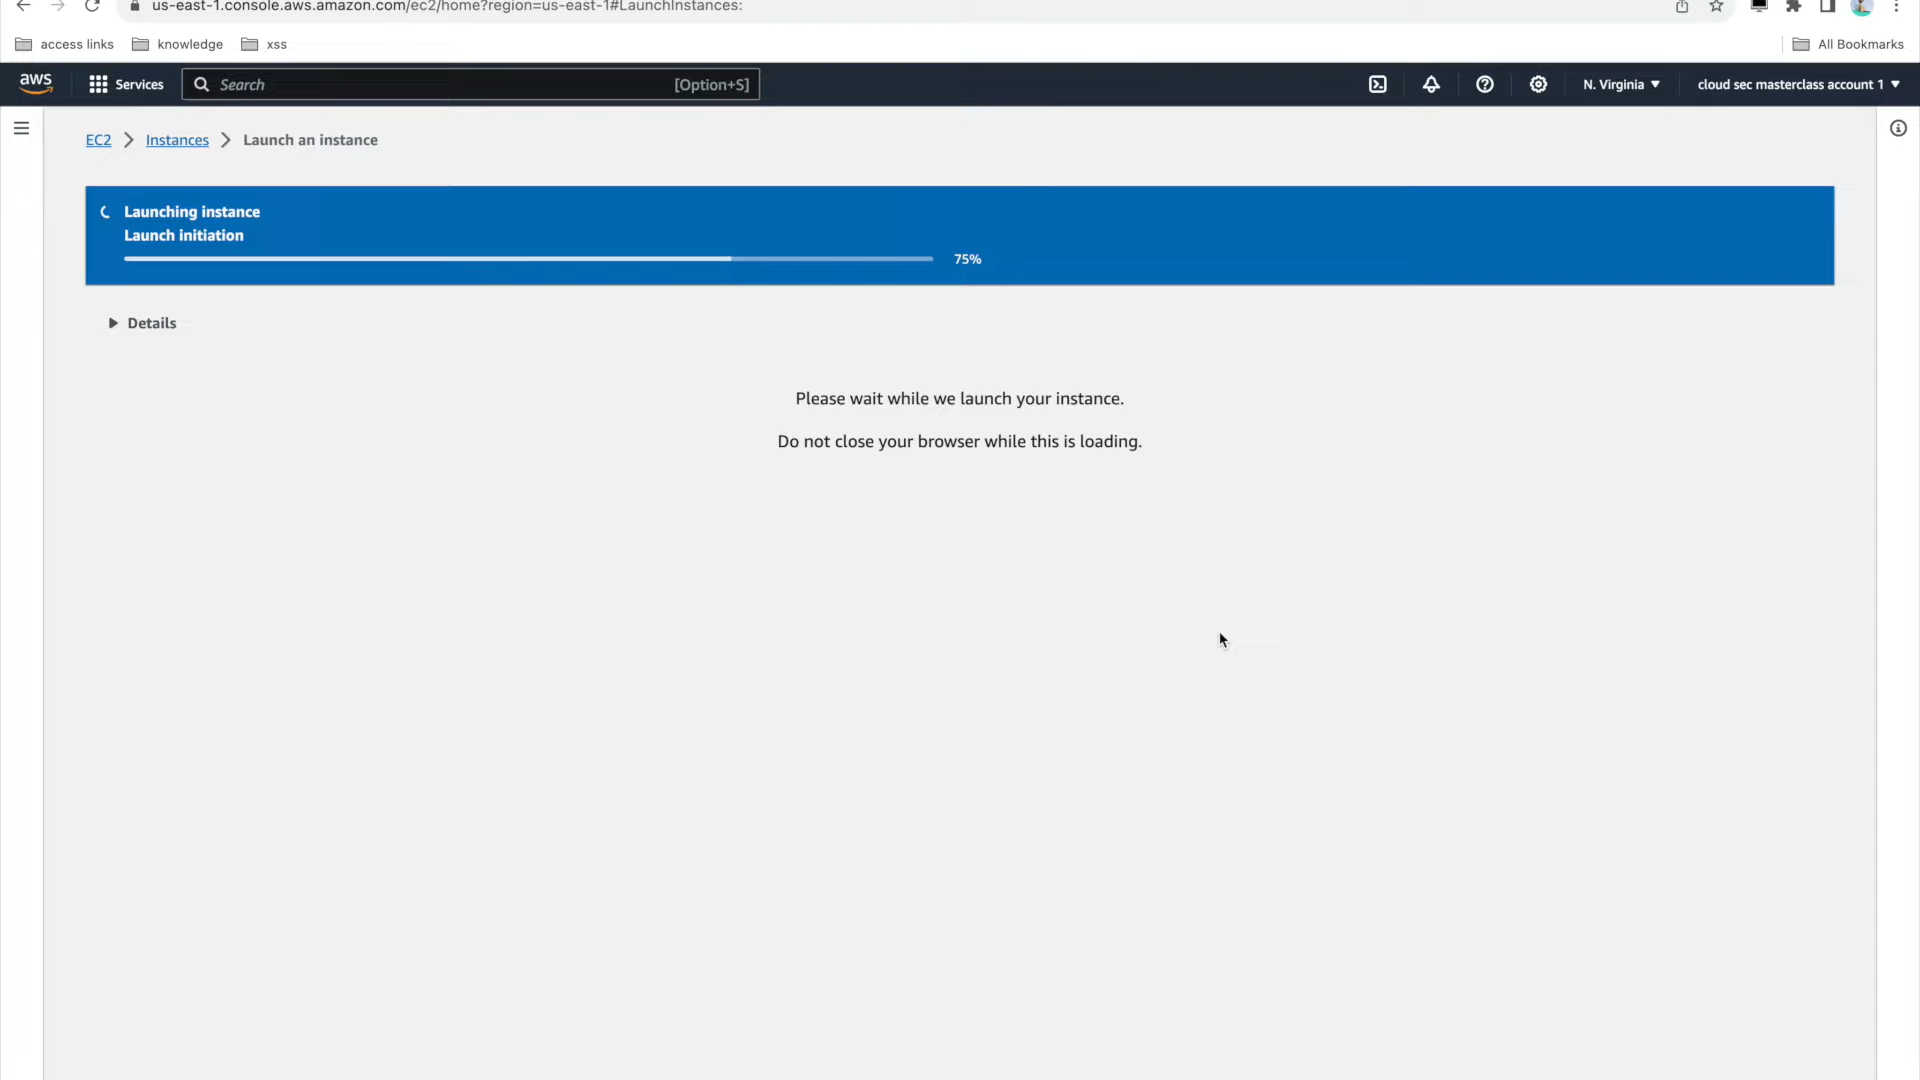 us-east-1.console.aws.amazon.com/ec2/home?region=us-east-1#LaunchInstances:
access links knowledge xss All Bookmarks
aws Services Search [Option+S] N. Virginia cloud sec masterclass account 1
EC2 Instances Launch an instance
Launching instance
Launch initiation
75%
Details
Please wait while we launch your instance.
Do not close your browser while this is loading.